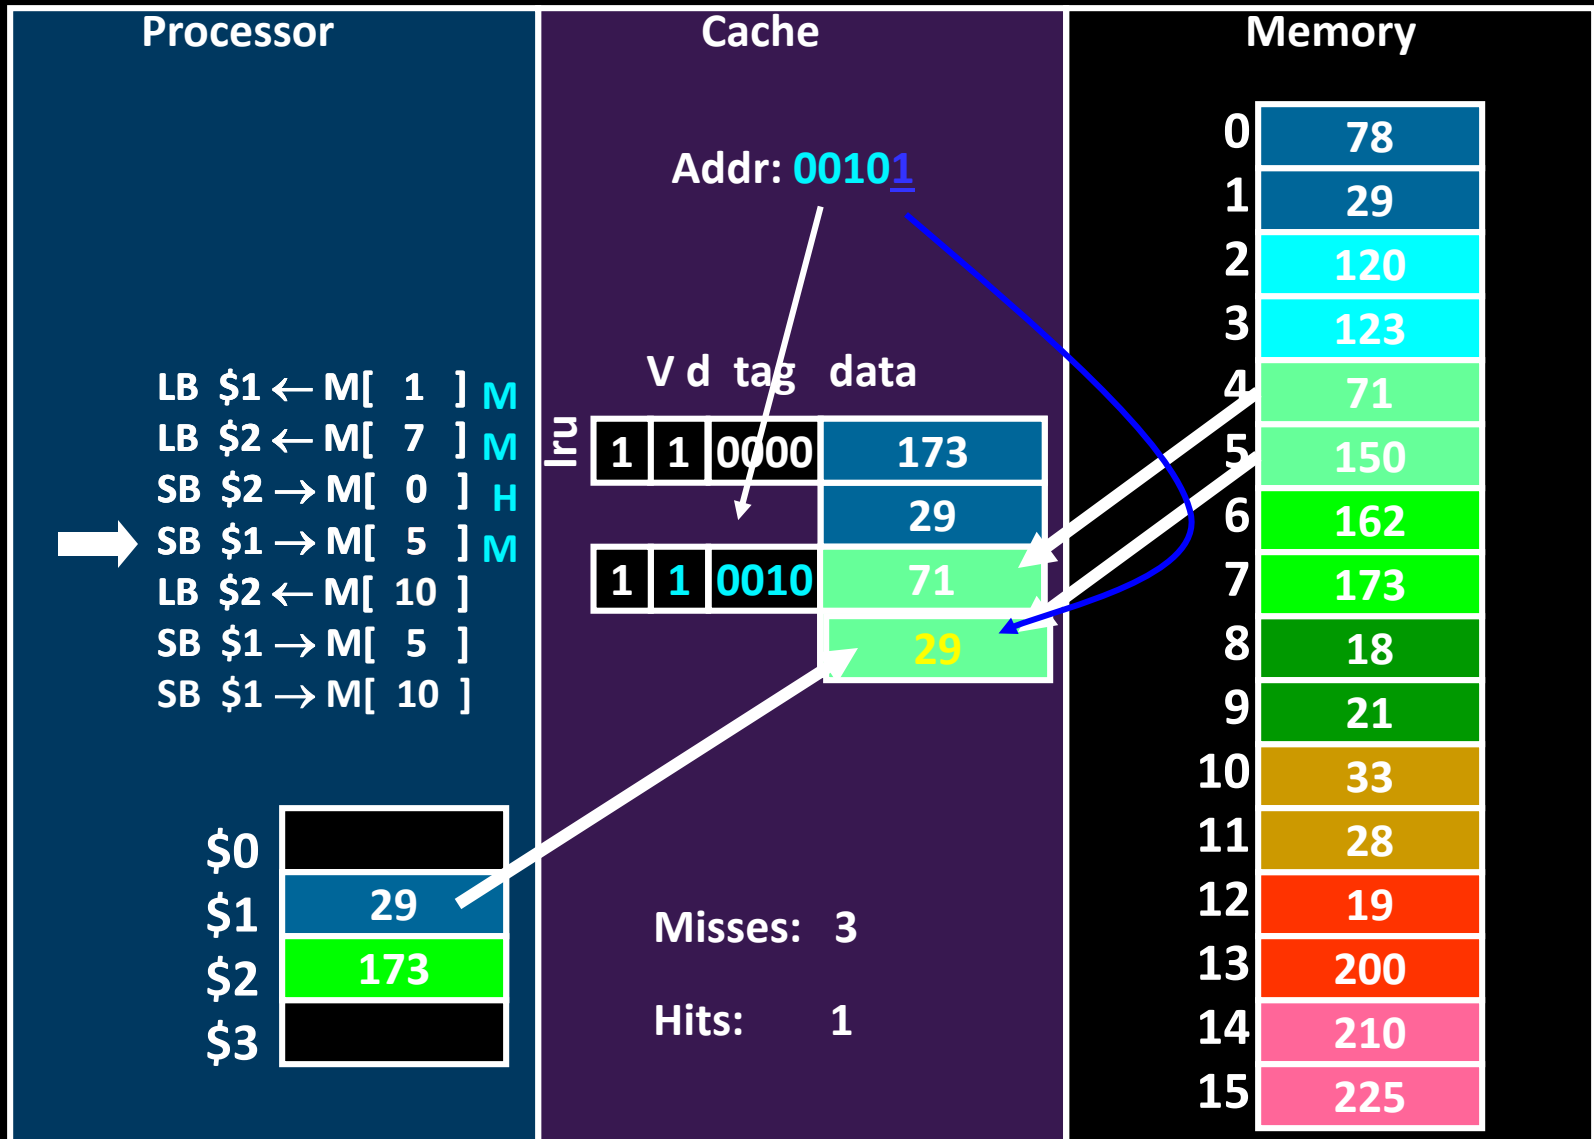 Processor
LB $1 ← M[ 1 ] M
LB $2 ← M[ 7 ] M
SB $2 → M[ 0 ] H
SB $1 → M[ 5 ] M
LB $2 ← M[ 10 ]
SB $1 → M[ 5 ]
SB $1 → M[ 10 ]
$0
$1 29
$2 173
$3
Cache
Addr: 00101
V d tag data
lru
1 1 0000 173
29
1 1 0010 71
29
Misses: 3
Hits: 1
Memory
0 78
1 29
2 120
3 123
4 71
5 150
6 162
7 173
8 18
9 21
10 33
11 28
12 19
13 200
14 210
15 225